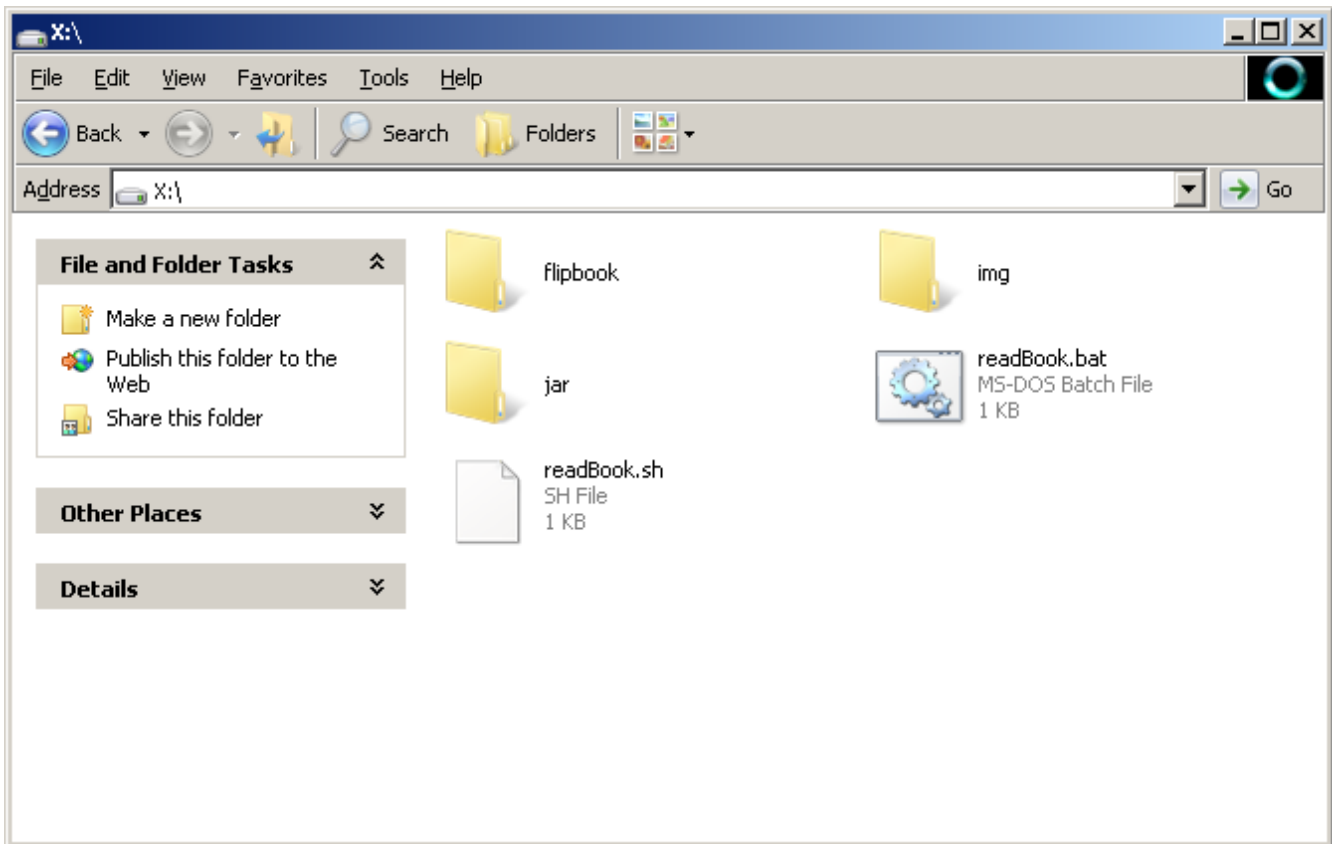 X:\
File Edit View Favorites Tools Help
Back Search Folders
Address X:\ Go
File and Folder Tasks
Make a new folder
Publish this folder to the
Web
Share this folder
Other Places
Details
flipbook
img
jar
readBook.bat
MS-DOS Batch File
1 KB
readBook.sh
SH File
1 KB